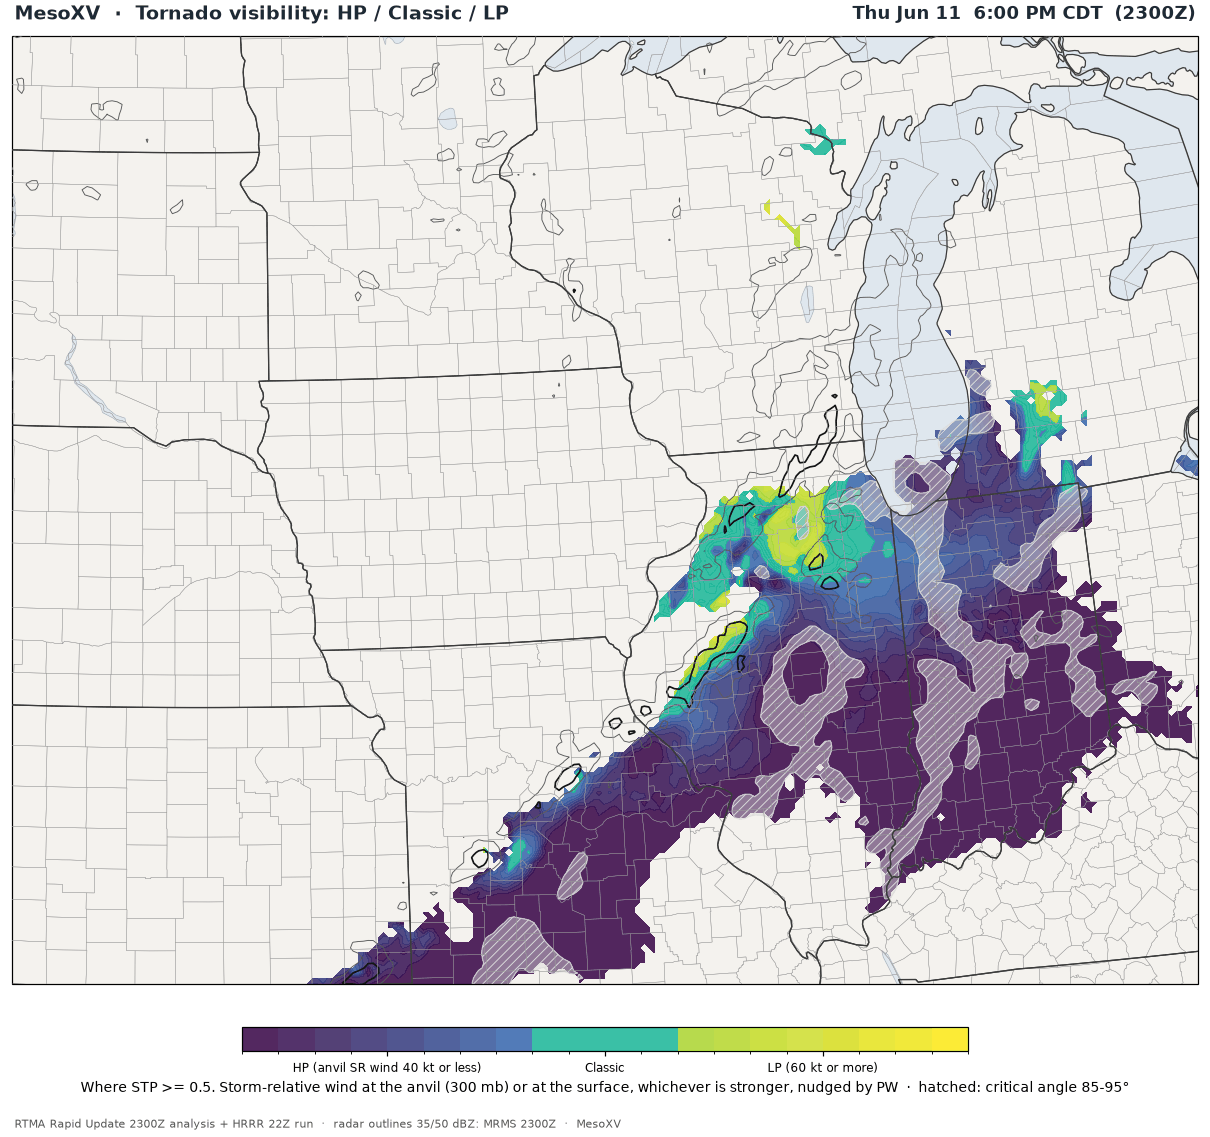 MesoXV · Tornado visibility: HP / Classic / LP
Thu Jun 11 6:00 PM CDT (2300Z)
HP (anvil SR wind 40 kt or less)
Classic
LP (60 kt or more)
Where STP >= 0.5. Storm-relative wind at the anvil (300 mb) or at the surface, whichever is stronger, nudged by PW · hatched: critical angle 85-95°
RTMA Rapid Update 2300Z analysis + HRRR 22Z run · radar outlines 35/50 dBZ: MRMS 2300Z · MesoXV